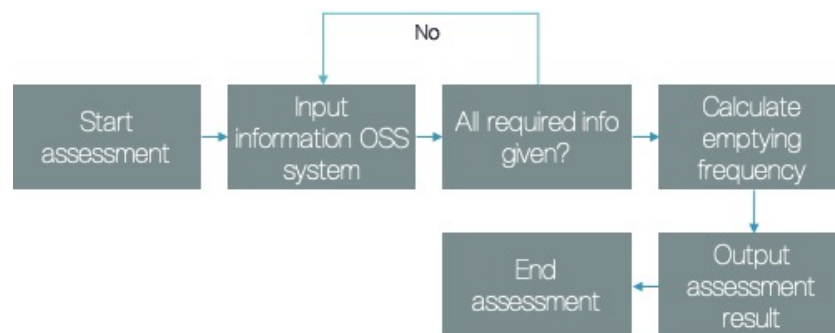 No
Start
assessment
Input
information OSS
system
All required info
given?
Calculate
emptying
frequency
End
assessment
Output
assessment
result